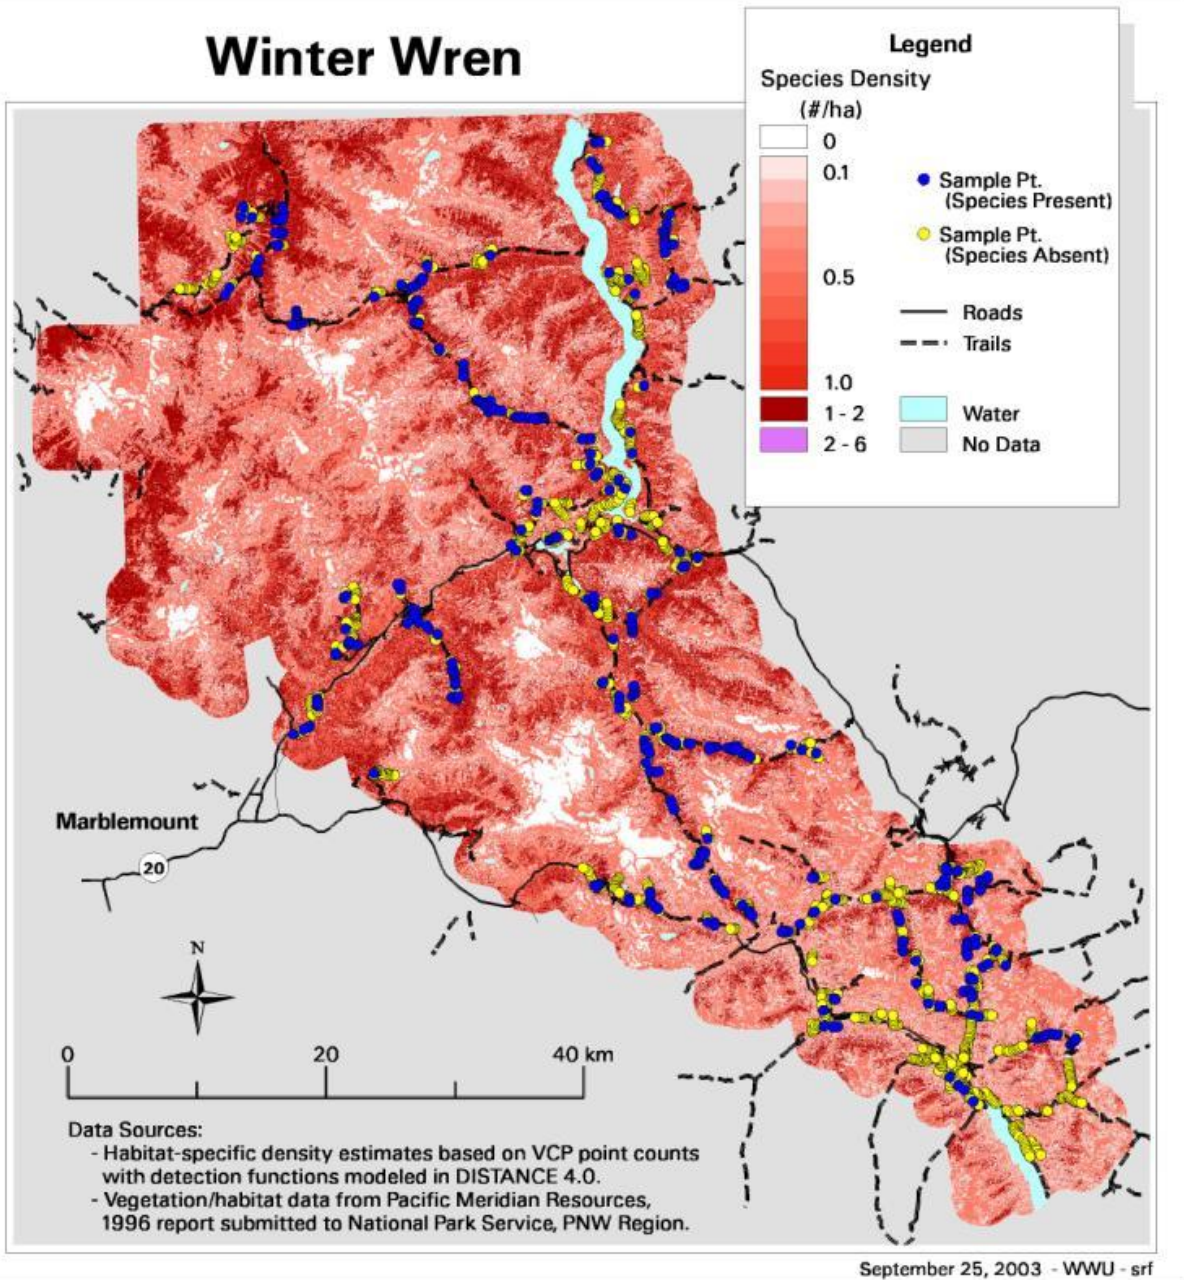 Winter Wren
Legend
Species Density
(#/ha)
0
0.1
0.5
1.0
1 - 2
2 - 6
Sample Pt.
(Species Present)
Sample Pt.
(Species Absent)
Roads
Trails
Water
No Data
Marblemount
20
N
0 20 40 km
Data Sources:
- Habitat-specific density estimates based on VCP point counts
with detection functions modeled in DISTANCE 4.0.
- Vegetation/habitat data from Pacific Meridian Resources,
1996 report submitted to National Park Service, PNW Region.
September 25, 2003 - WWU - srf